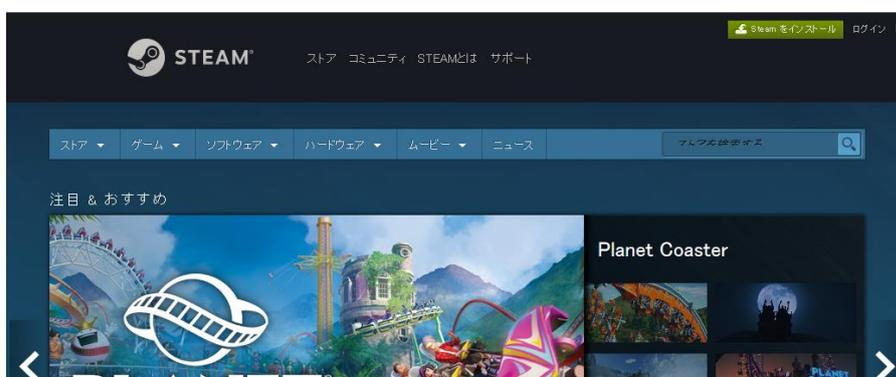 Steam をインストール ログイン
STEAM® ストア コミュニティ STEAMとは サポート
ストア ゲーム ソフトウェア ハードウェア ムービー ニュース
注目 & おすすめ
Planet Coaster
PLANET